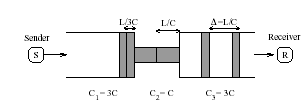 L/3C L/C Δ=L/C
Sender Receiver
S R
C₁= 3C C₂= C C₃= 3C